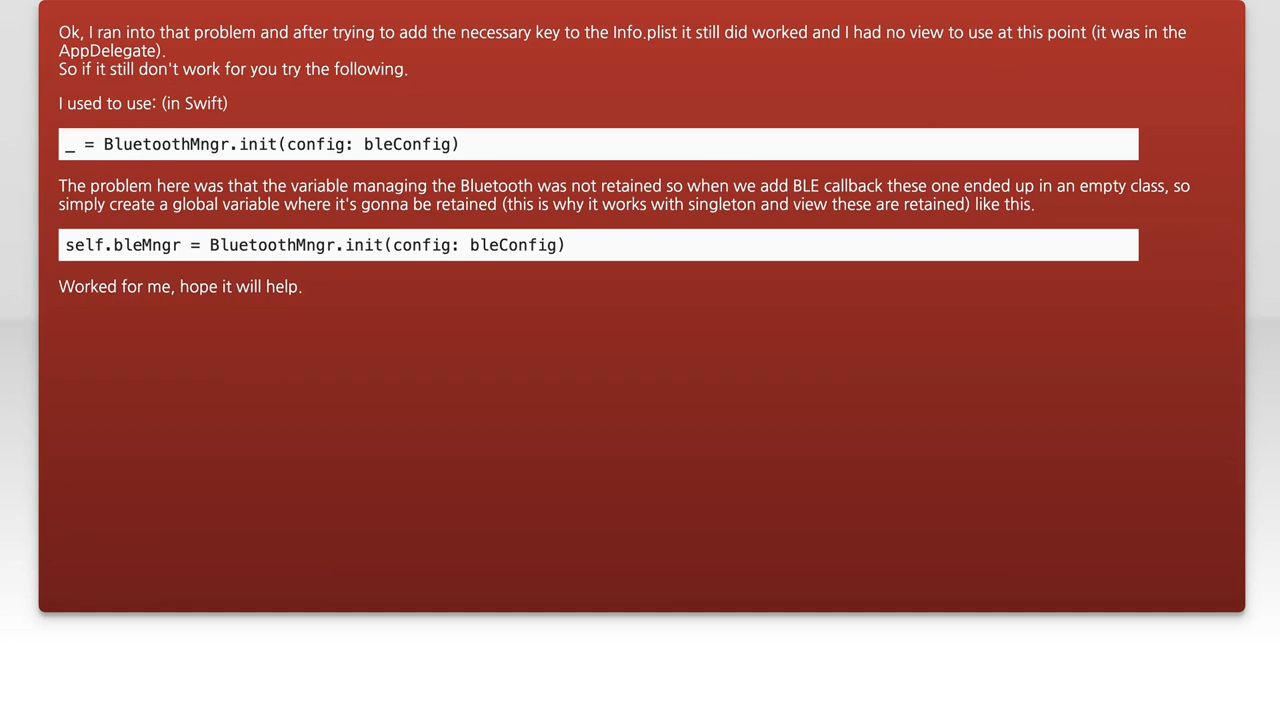 Ok, I ran into that problem and after trying to add the necessary key to the Info.plist it still did worked and I had no view to use at this point (it was in the
AppDelegate).
So if it still don't work for you try the following.
I used to use: (in Swift)
_ = BluetoothMngr.init(config: bleConfig)
The problem here was that the variable managing the Bluetooth was not retained so when we add BLE callback these one ended up in an empty class, so
simply create a global variable where it's gonna be retained (this is why it works with singleton and view these are retained) like this.
self.bleMngr = BluetoothMngr.init(config: bleConfig)
Worked for me, hope it will help.